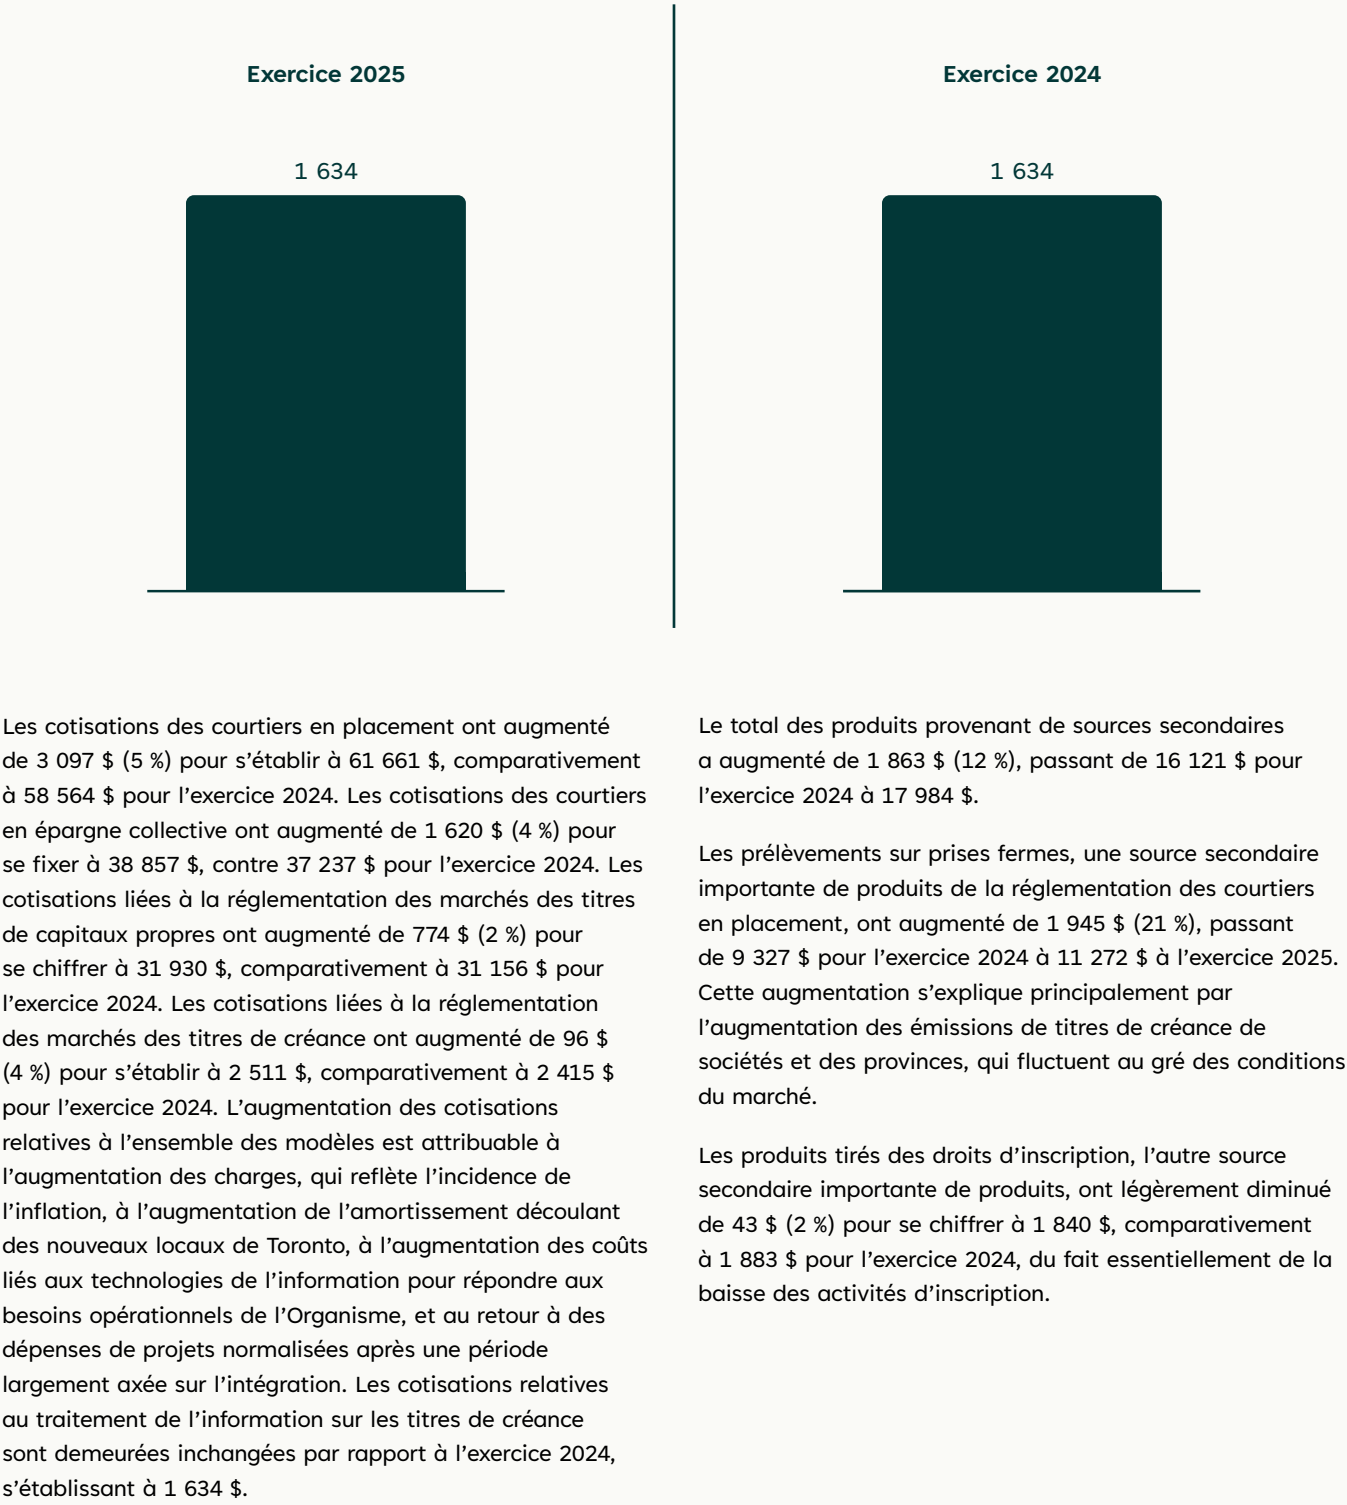 Exercice 2025
1 634
Exercice 2024
1 634
Les cotisations des courtiers en placement ont augmenté
de 3 097 $ (5 %) pour s’établir à 61 661 $, comparativement
à 58 564 $ pour l’exercice 2024. Les cotisations des courtiers
en épargne collective ont augmenté de 1 620 $ (4 %) pour
se fixer à 38 857 $, contre 37 237 $ pour l’exercice 2024. Les
cotisations liées à la réglementation des marchés des titres
de capitaux propres ont augmenté de 774 $ (2 %) pour
se chiffrer à 31 930 $, comparativement à 31 156 $ pour
l’exercice 2024. Les cotisations liées à la réglementation
des marchés des titres de créance ont augmenté de 96 $
(4 %) pour s’établir à 2 511 $, comparativement à 2 415 $
pour l’exercice 2024. L’augmentation des cotisations
relatives à l’ensemble des modèles est attribuable à
l’augmentation des charges, qui reflète l’incidence de
l’inflation, à l’augmentation de l’amortissement découlant
des nouveaux locaux de Toronto, à l’augmentation des coûts
liés aux technologies de l’information pour répondre aux
besoins opérationnels de l’Organisme, et au retour à des
dépenses de projets normalisées après une période
largement axée sur l’intégration. Les cotisations relatives
au traitement de l’information sur les titres de créance
sont demeurées inchangées par rapport à l’exercice 2024,
s’établissant à 1 634 $.
Le total des produits provenant de sources secondaires
a augmenté de 1 863 $ (12 %), passant de 16 121 $ pour
l’exercice 2024 à 17 984 $.
Les prélèvements sur prises fermes, une source secondaire
importante de produits de la réglementation des courtiers
en placement, ont augmenté de 1 945 $ (21 %), passant
de 9 327 $ pour l’exercice 2024 à 11 272 $ à l’exercice 2025.
Cette augmentation s’explique principalement par
l’augmentation des émissions de titres de créance de
sociétés et des provinces, qui fluctuent au gré des conditions
du marché.
Les produits tirés des droits d’inscription, l’autre source
secondaire importante de produits, ont légèrement diminué
de 43 $ (2 %) pour se chiffrer à 1 840 $, comparativement
à 1 883 $ pour l’exercice 2024, du fait essentiellement de la
baisse des activités d’inscription.